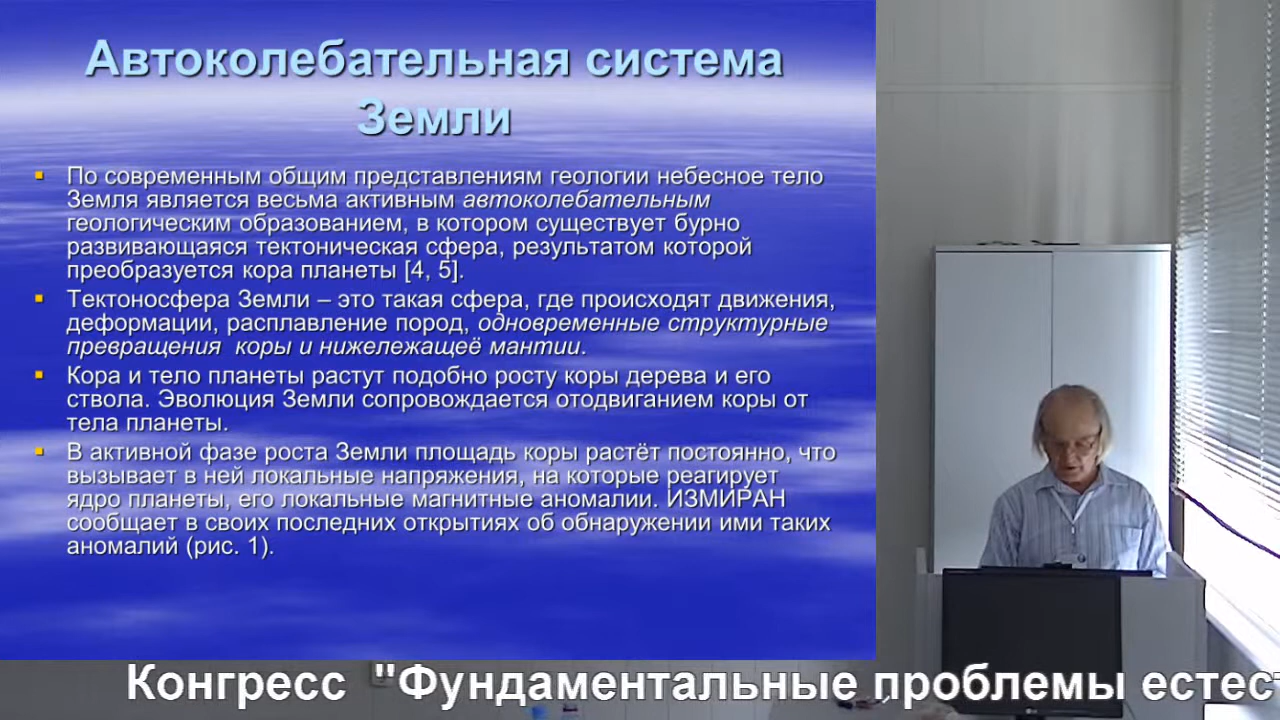 Автоколебательная система
Земли
По современным общим представлениям геологии небесное тело
Земля является весьма активным автоколебательным
геологическим образованием, в котором существует бурно
развивающаяся тектоническая сфера, результатом которой
преобразуется кора планеты [4, 5].
Тектоносфера Земли – это такая сфера, где происходят движения,
деформации, расплавление пород, одновременные структурные
превращения коры и нижележащеё мантии.
Кора и тело планеты растут подобно росту коры дерева и его
ствола. Эволюция Земли сопровождается отодвиганием коры от
тела планеты.
В активной фазе роста Земли площадь коры растёт постоянно, что
вызывает в ней локальные напряжения, на которые реагирует
ядро планеты, его локальные магнитные аномалии. ИЗМИРАН
сообщает в своих последних открытиях об обнаружении ими таких
аномалий (рис. 1).
Конгресс "Фундаментальные проблемы естест